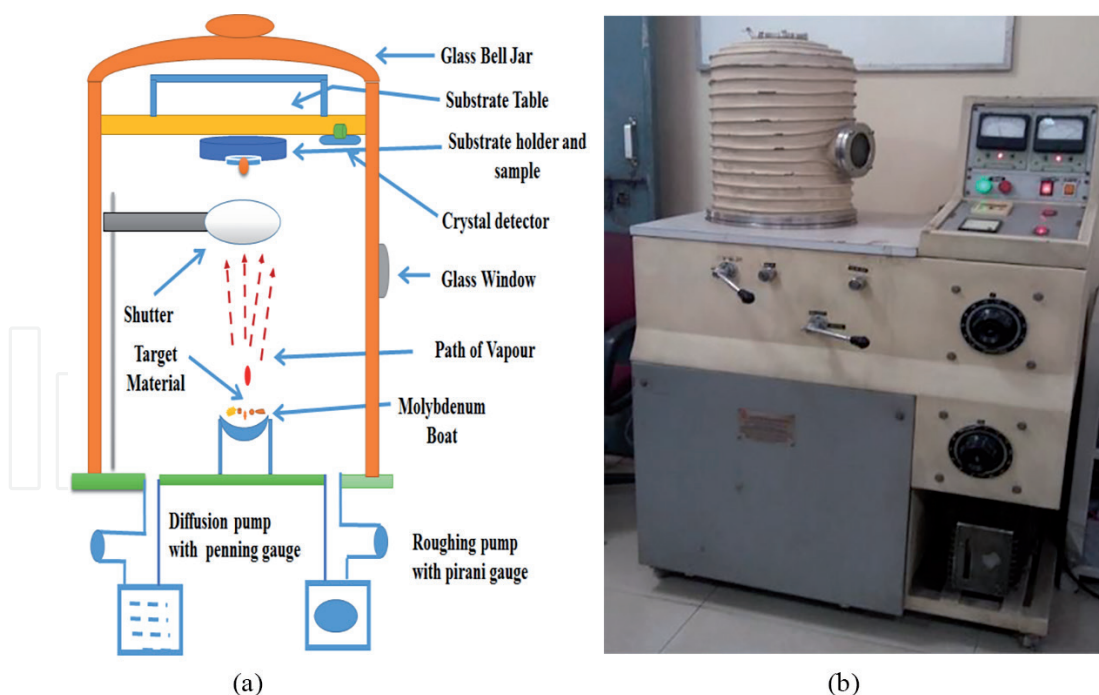 Glass Bell Jar
Substrate Table
Substrate holder and
sample
Crystal detector
Glass Window
Shutter
Target
Material
Path of Vapour
Molybdenum
Boat
Diffusion pump
with penning gauge
Roughing pump
with pirani gauge
(a)
(b)